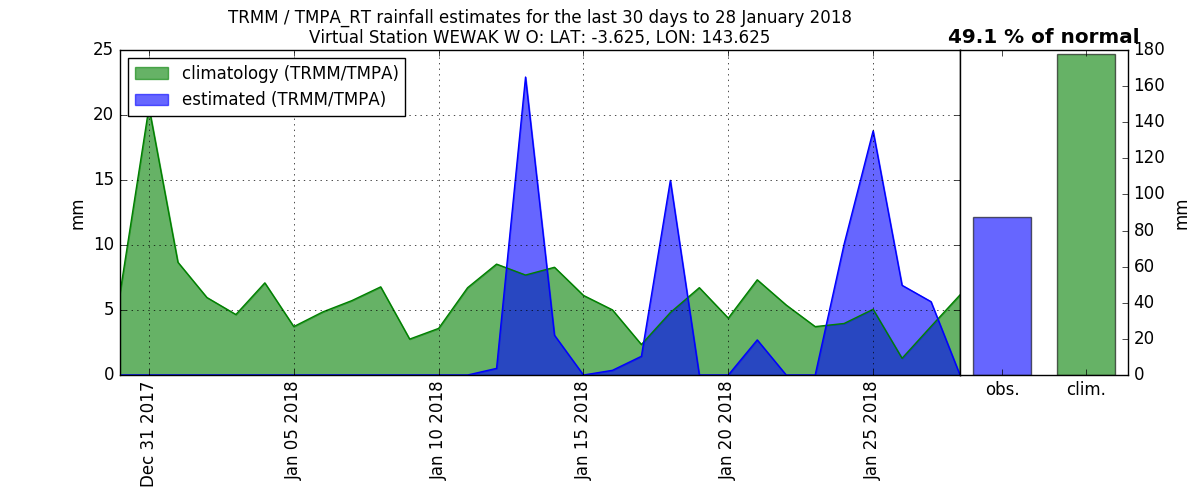 TRMM / TMPA_RT rainfall estimates for the last 30 days to 28 January 2018
Virtual Station WEWAK W O: LAT: -3.625, LON: 143.625
49.1 % of normal
climatology (TRMM/TMPA)
estimated (TRMM/TMPA)
25
20
15
10
5
0
mm
Dec 31 2017
Jan 05 2018
Jan 10 2018
Jan 15 2018
Jan 20 2018
Jan 25 2018
180
160
140
120
100
80
60
40
20
0
mm
obs.
clim.